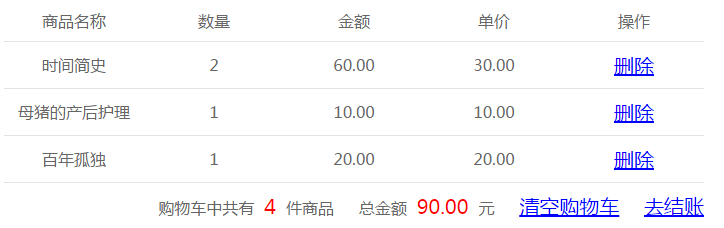 商品名称 数量 金额 单价 操作
时间简史 2 60.00 30.00 删除
母猪的产后护理 1 10.00 10.00 删除
百年孤独 1 20.00 20.00 删除
购物车中共有 4 件商品 总金额 90.00 元 清空购物车 去结账